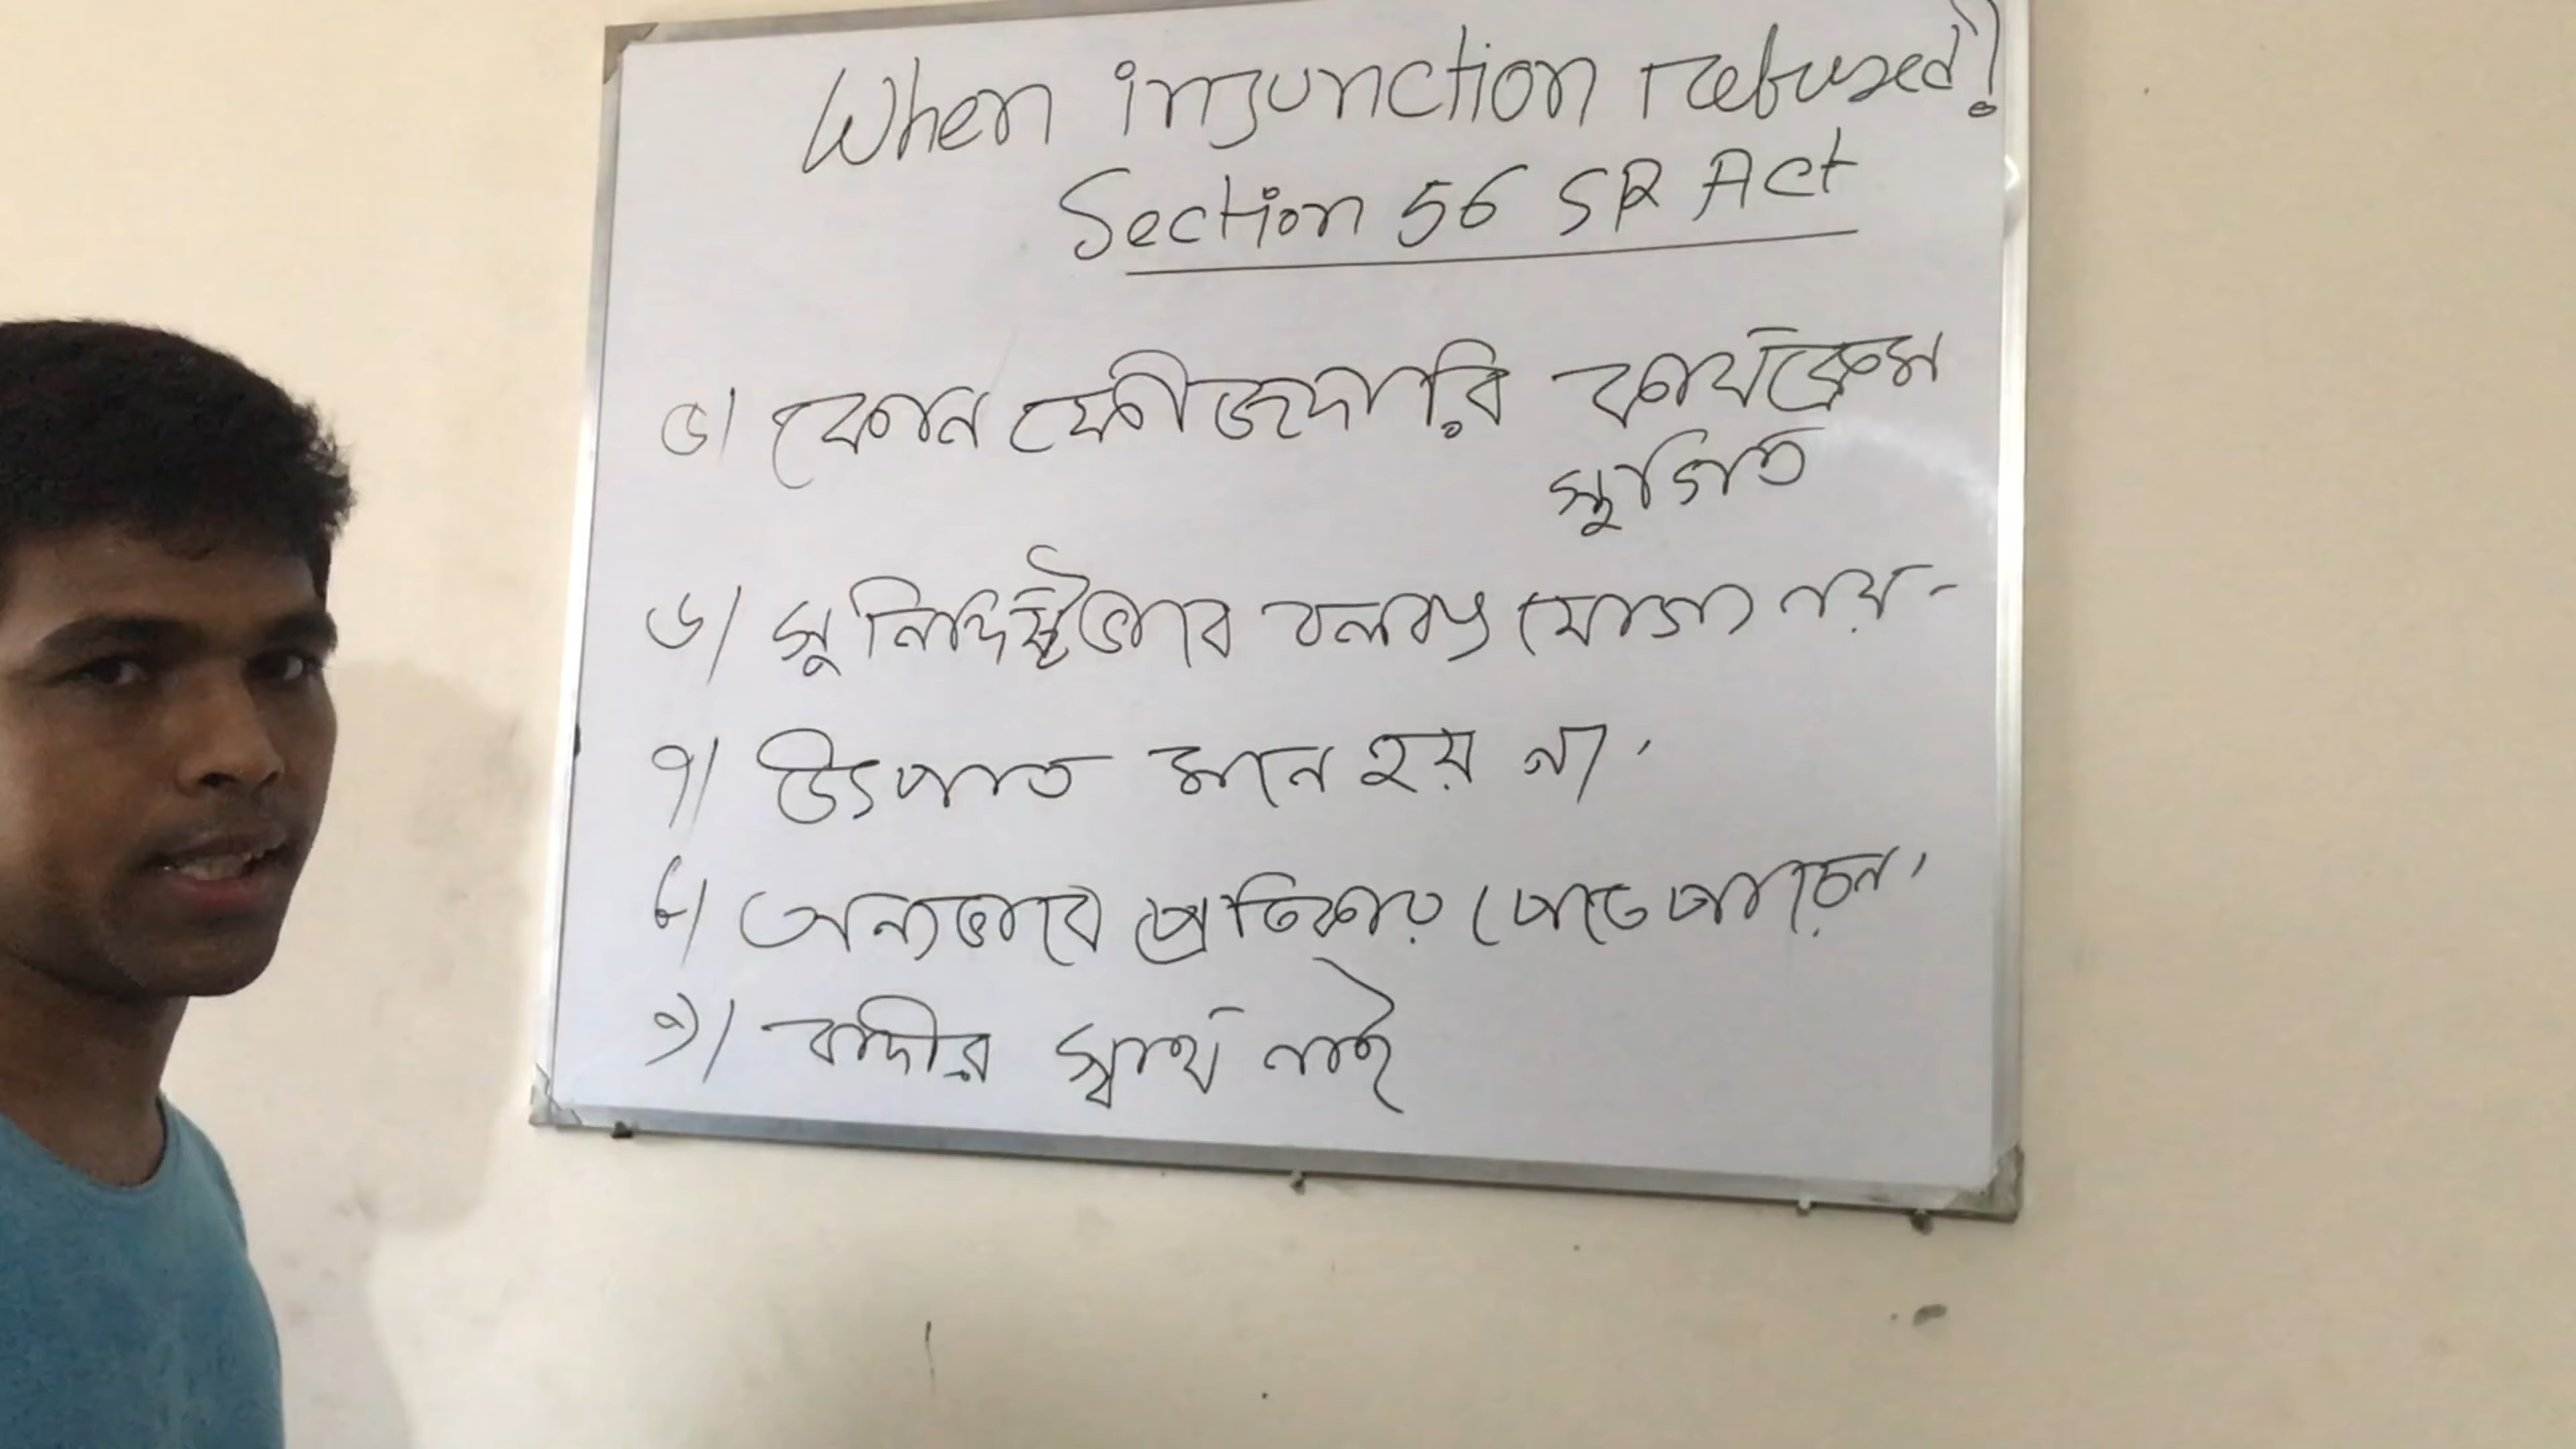 When injunction refused!
Section 56 SR Act
৫। কোন ফৌজদারি কার্যক্রম
স্থগিত
৬। সুনির্দিষ্টভাবে বলবৎ যোগ্য নয়-
৭। উৎপাত মনে হয় না,
৮। অন্যভাবে প্রতিকার পেতে পারেন,
৯। বাদীর স্বার্থ নাই